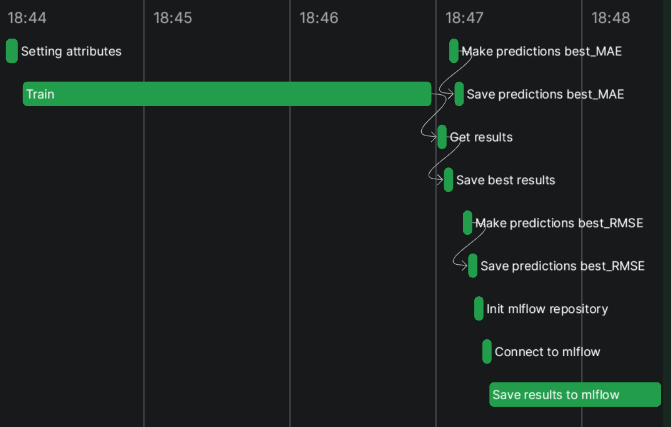 18:44 18:45 18:46 18:47 18:48
Setting attributes
Make predictions best_MAE
Train
Save predictions best_MAE
Get results
Save best results
Make predictions best_RMSE
Save predictions best_RMSE
Init mlflow repository
Connect to mlflow
Save results to mlflow